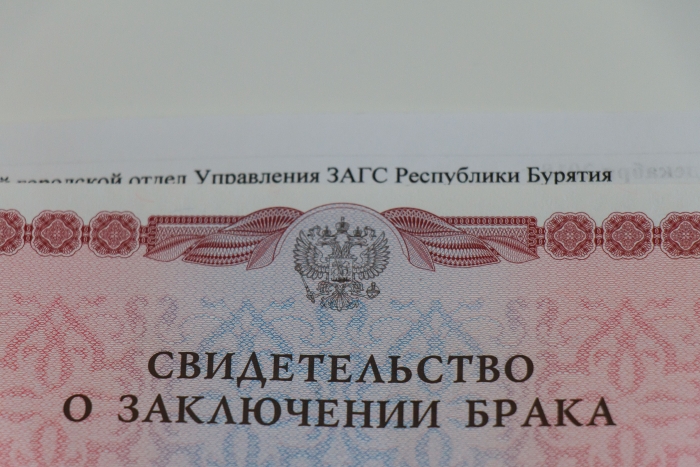 городской отдел Управления ЗАГС Республики Бурятия
СВИДЕТЕЛЬСТВО
О ЗАКЛЮЧЕНИИ БРАКА